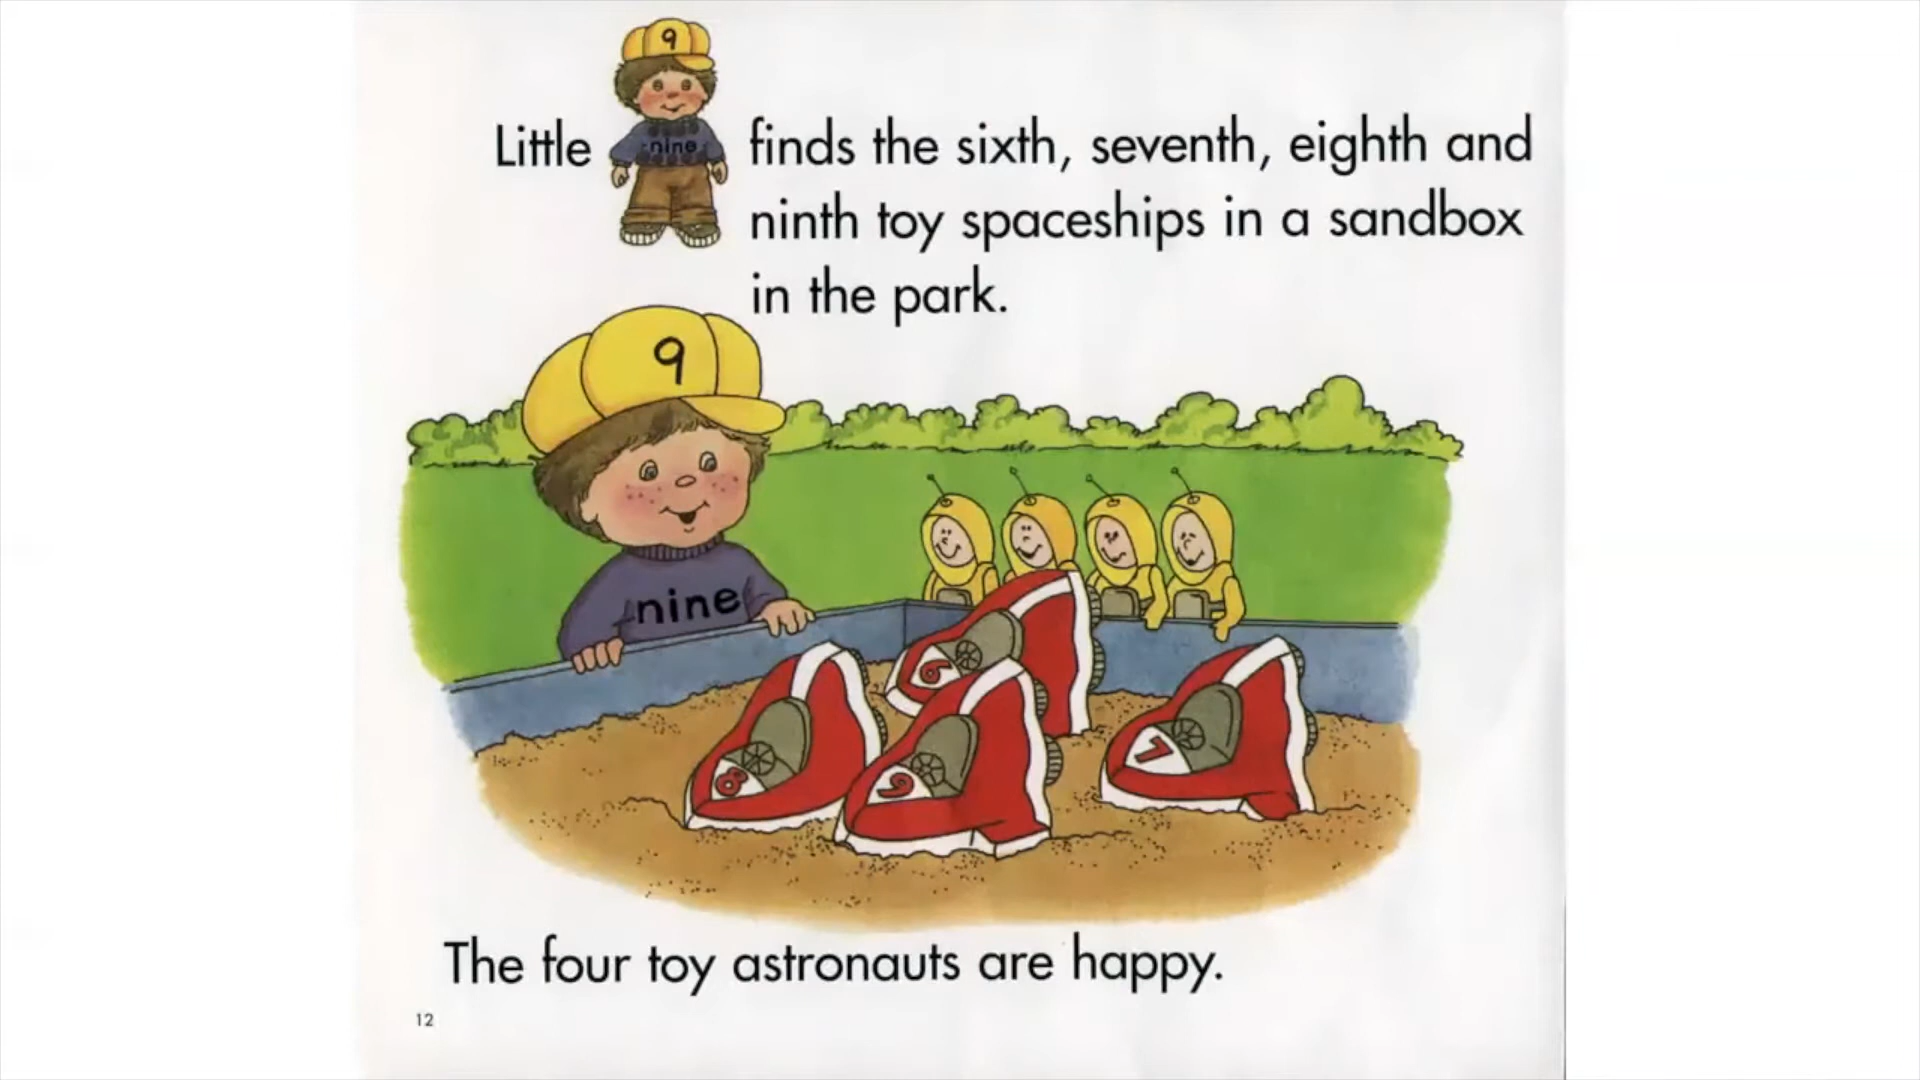 9
Little nine finds the sixth, seventh, eighth and
ninth toy spaceships in a sandbox
in the park.
9
nine
6
8
9
7
The four toy astronauts are happy.
12